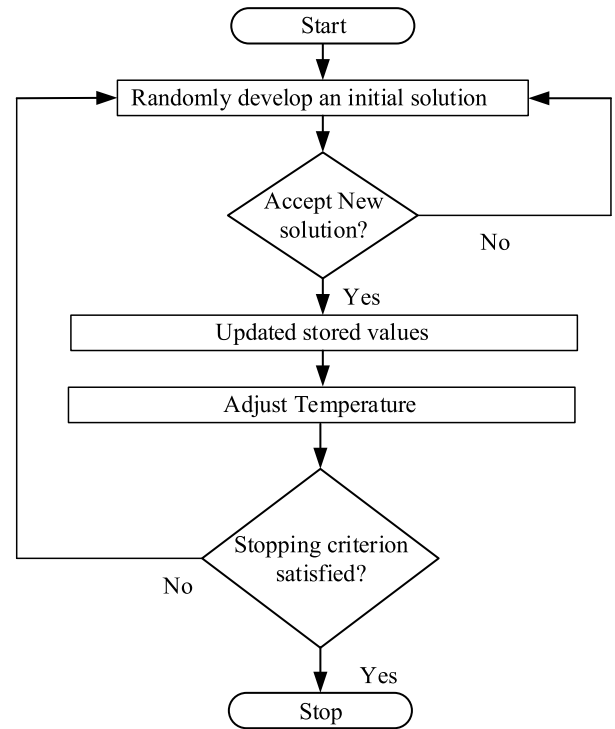 Start
Randomly develop an initial solution
Accept New
solution?
No
Yes
Updated stored values
Adjust Temperature
Stopping criterion
satisfied?
No
Yes
Stop